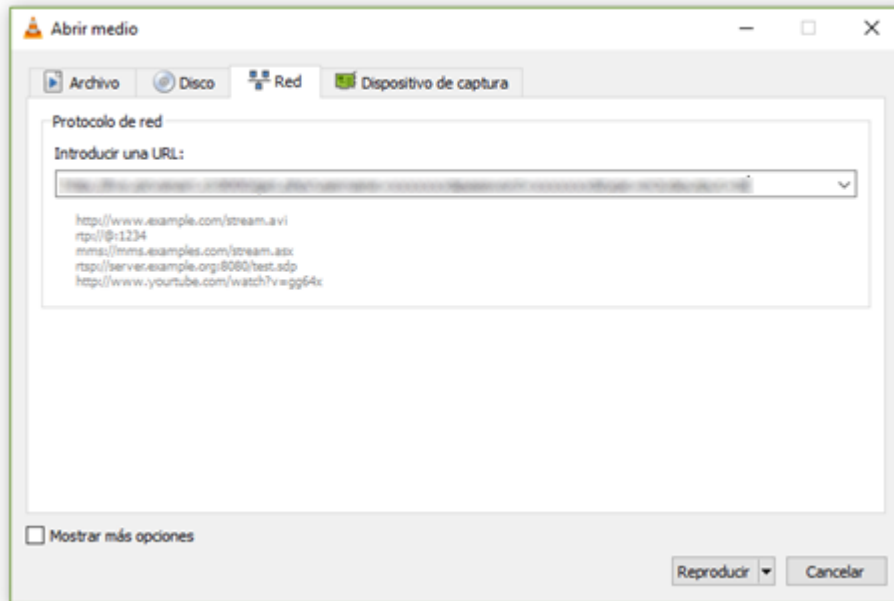 Abrir medio
Archivo Disco Red Dispositivo de captura
Protocolo de red
Introducir una URL:
http://www.example.com/stream.avi
rtp://@:1234
mms://mms.examples.com/stream.asx
rtsp://server.example.org:8080/test.sdp
http://www.yourtube.com/watch?v=gg64x
Mostrar más opciones
Reproducir Cancelar